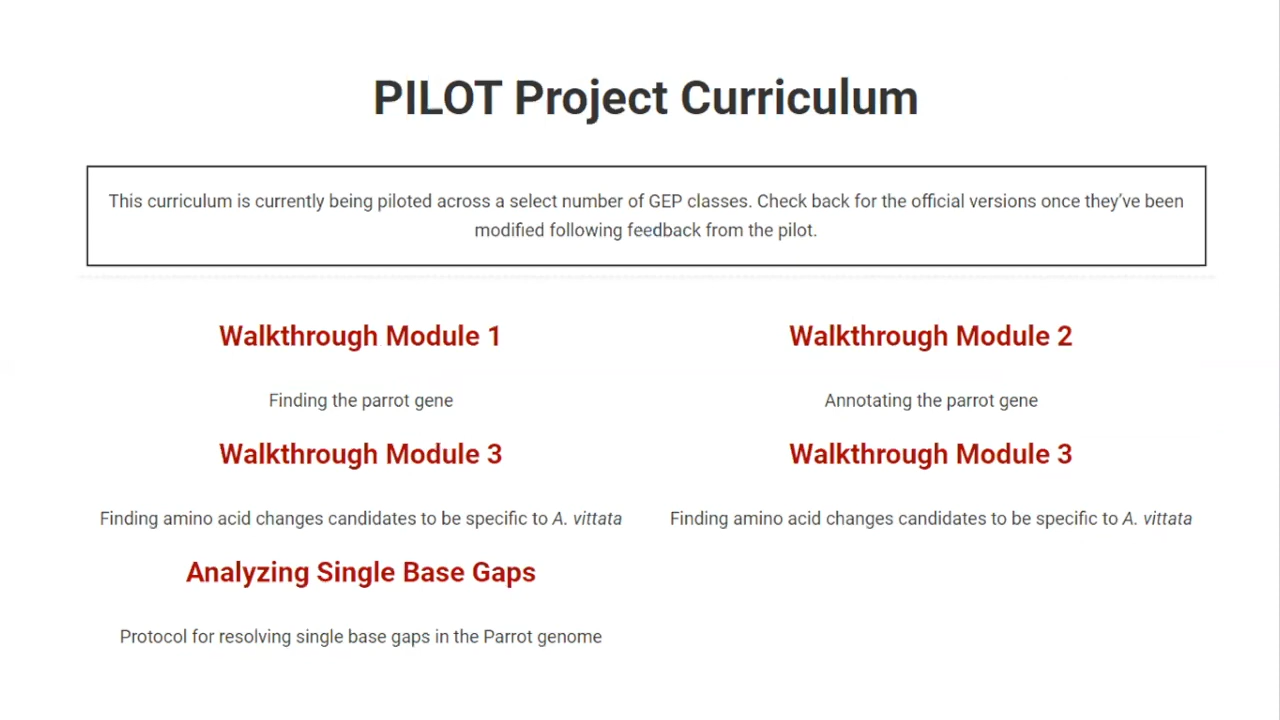 PILOT Project Curriculum
This curriculum is currently being piloted across a select number of GEP classes. Check back for the official versions once they’ve been
modified following feedback from the pilot.
Walkthrough Module 1
Finding the parrot gene
Walkthrough Module 2
Annotating the parrot gene
Walkthrough Module 3
Finding amino acid changes candidates to be specific to A. vittata
Walkthrough Module 3
Finding amino acid changes candidates to be specific to A. vittata
Analyzing Single Base Gaps
Protocol for resolving single base gaps in the Parrot genome